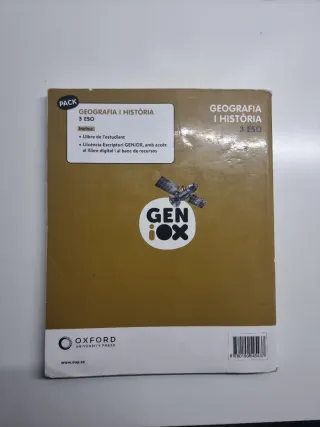 PACK
GEOGRAFIA I HISTÒRIA
3 ESO
Inclou:
• Llibre de l'estudiant
• Llicència Escriptori GENiOX, amb accés
al llibre digital i al banc de recursos
GEOGRAFIA
I HISTÒRIA
3 ESO
GEN
iOX
OXFORD
UNIVERSITY PRESS
www.oup.es